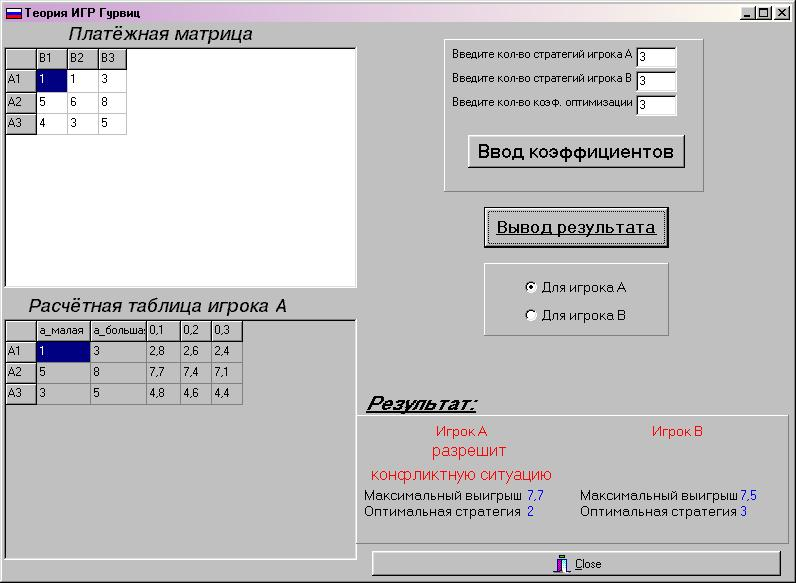 Теория ИГР Гурвиц
Платёжная матрица
B1 B2 B3
A1 1 1 3
A2 5 6 8
A3 4 3 5
Введите кол-во стратегий игрока A 3
Введите кол-во стратегий игрока B 3
Введите кол-во коэф. оптимизации 3
Ввод коэффициентов
Вывод результата
Для игрока A
Для игрока B
Расчётная таблица игрока A
a_малая a_большая 0,1 0,2 0,3
A1 1 3 2,8 2,6 2,4
A2 5 8 7,7 7,4 7,1
A3 3 5 4,8 4,6 4,4
Результат:
Игрок A Игрок B
разрешит
конфликтную ситуацию
Максимальный выигрыш 7,7 Максимальный выигрыш 7,5
Оптимальная стратегия 2 Оптимальная стратегия 3
Close